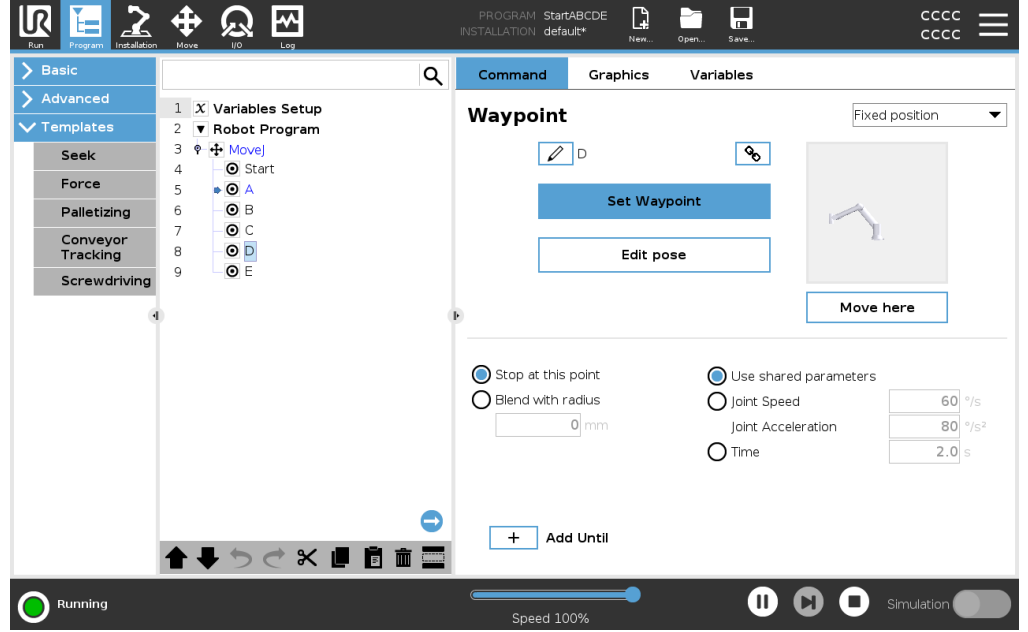 PROGRAM StartABCDE
INSTALLATION default*
CCCC
CCCC
Run Program Installation Move I/O Log New... Open... Save...
Basic
Advanced
Templates
Seek
Force
Palletizing
Conveyor
Tracking
Screwdriving
1 X Variables Setup
2 Robot Program
3 MoveJ
4 Start
5 A
6 B
7 C
8 D
9 E
Command Graphics Variables
Waypoint
Fixed position
D
Set Waypoint
Edit pose
Move here
Stop at this point
Blend with radius
0 mm
Use shared parameters
Joint Speed 60 °/s
Joint Acceleration 80 °/s²
Time 2.0 s
+ Add Until
Running
Speed 100%
Simulation